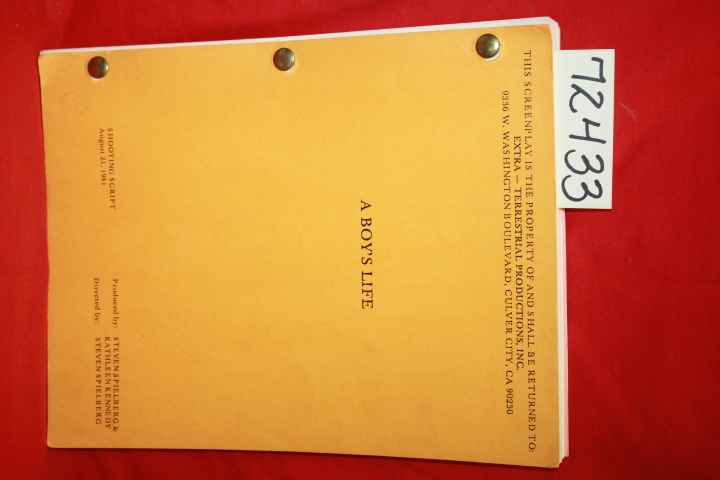 THIS SCREENPLAY IS THE PROPERTY OF AND SHALL BE RETURNED TO:
EXTRA — TERRESTRIAL PRODUCTIONS, INC.
9336 W. WASHINGTON BOULEVARD, CULVER CITY, CA 90230
A BOY'S LIFE
SHOOTING SCRIPT
August 21, 1981
Produced by: STEVEN SPIELBERG &
KATHLEEN KENNEDY
Directed by: STEVEN SPIELBERG
72433